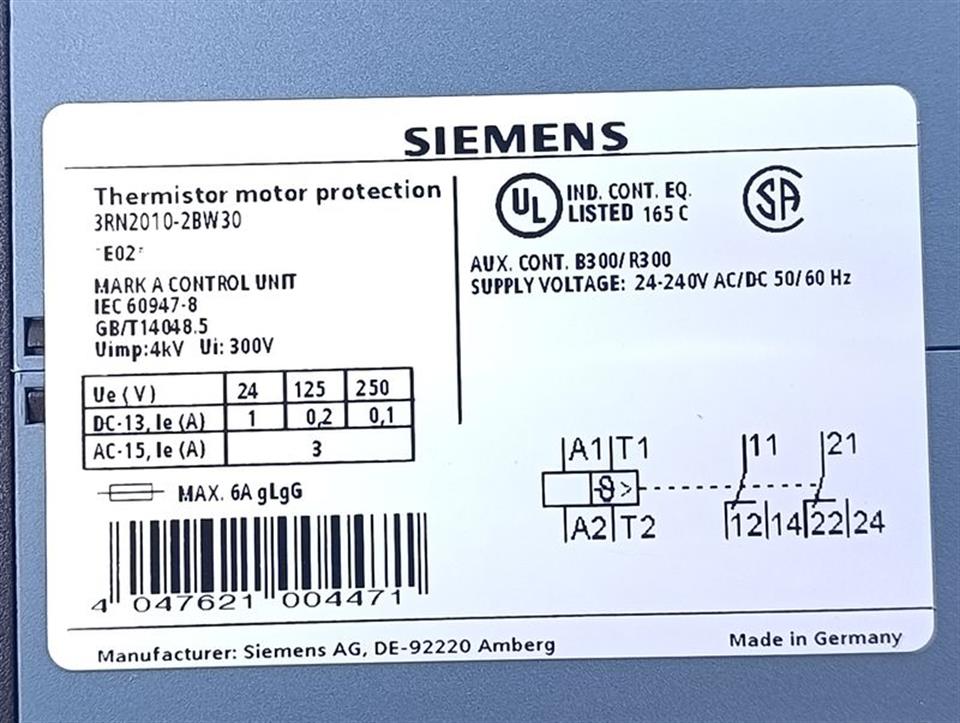 SIEMENS
Thermistor motor protection
3RN2010-2BW30
"E02"
MARK A CONTROL UNIT
IEC 60947-8
GB/T14048.5
Uimp:4kV Ui: 300V
Ue (V) 24 125 250
DC-13, Ie (A) 1 0,2 0,1
AC-15, Ie (A) 3
MAX. 6A gLgG
4 047621 004471
UL IND. CONT. EQ.
LISTED 165 C
SA
AUX. CONT. B300/R300
SUPPLY VOLTAGE: 24-240V AC/DC 50/60 Hz
A1 T1 11 21
ϑ>
A2 T2 12 14 22 24
Manufacturer: Siemens AG, DE-92220 Amberg
Made in Germany